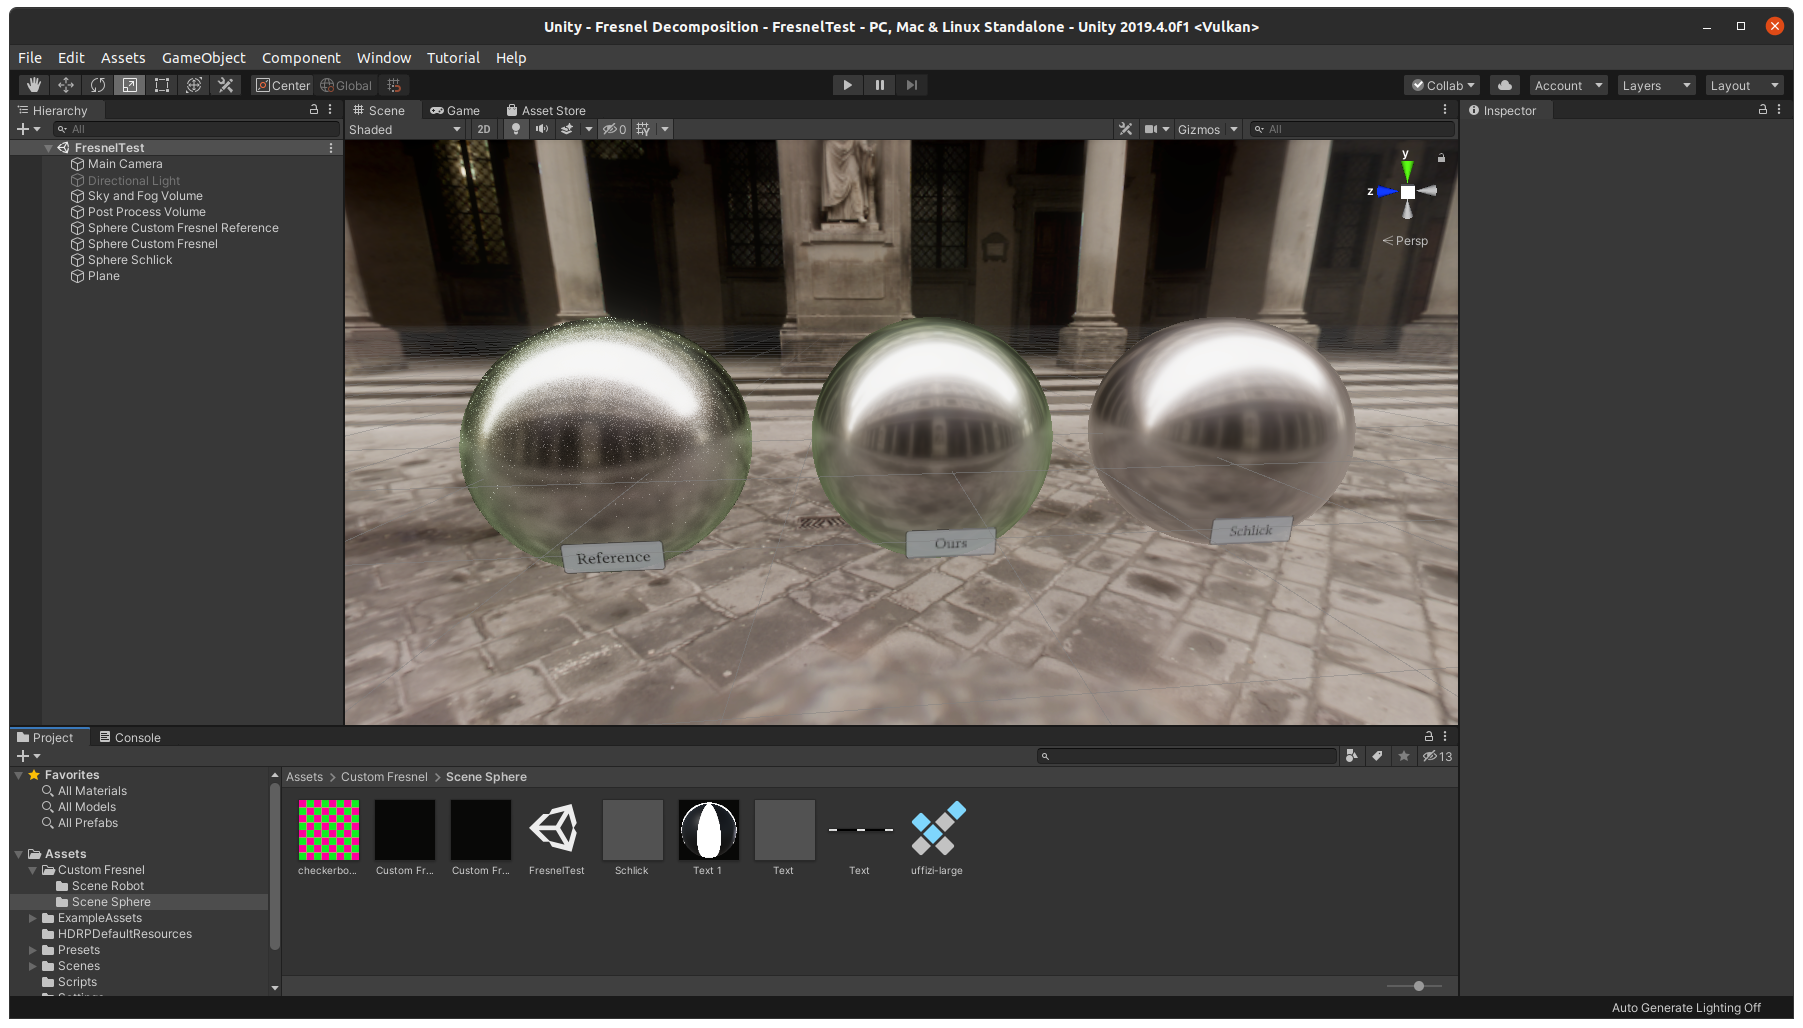 Unity - Fresnel Decomposition - FresnelTest - PC, Mac & Linux Standalone - Unity 2019.4.0f1 <Vulkan>
File Edit Assets GameObject Component Window Tutorial Help
Center Global Collab Account Layers Layout
Hierarchy
All
FresnelTest
Main Camera
Directional Light
Sky and Fog Volume
Post Process Volume
Sphere Custom Fresnel Reference
Sphere Custom Fresnel
Sphere Schlick
Plane
Scene Game Asset Store
Shaded 2D 0 Gizmos All
y
z
Persp
Reference
Ours
Schlick
Inspector
Project Console
13
Favorites
All Materials
All Models
All Prefabs
Assets
Custom Fresnel
Scene Robot
Scene Sphere
ExampleAssets
HDRPDefaultResources
Presets
Scenes
Scripts
Assets > Custom Fresnel > Scene Sphere
checkerbo... Custom Fr... Custom Fr... FresnelTest Schlick Text 1 Text Text uffizi-large
Auto Generate Lighting Off